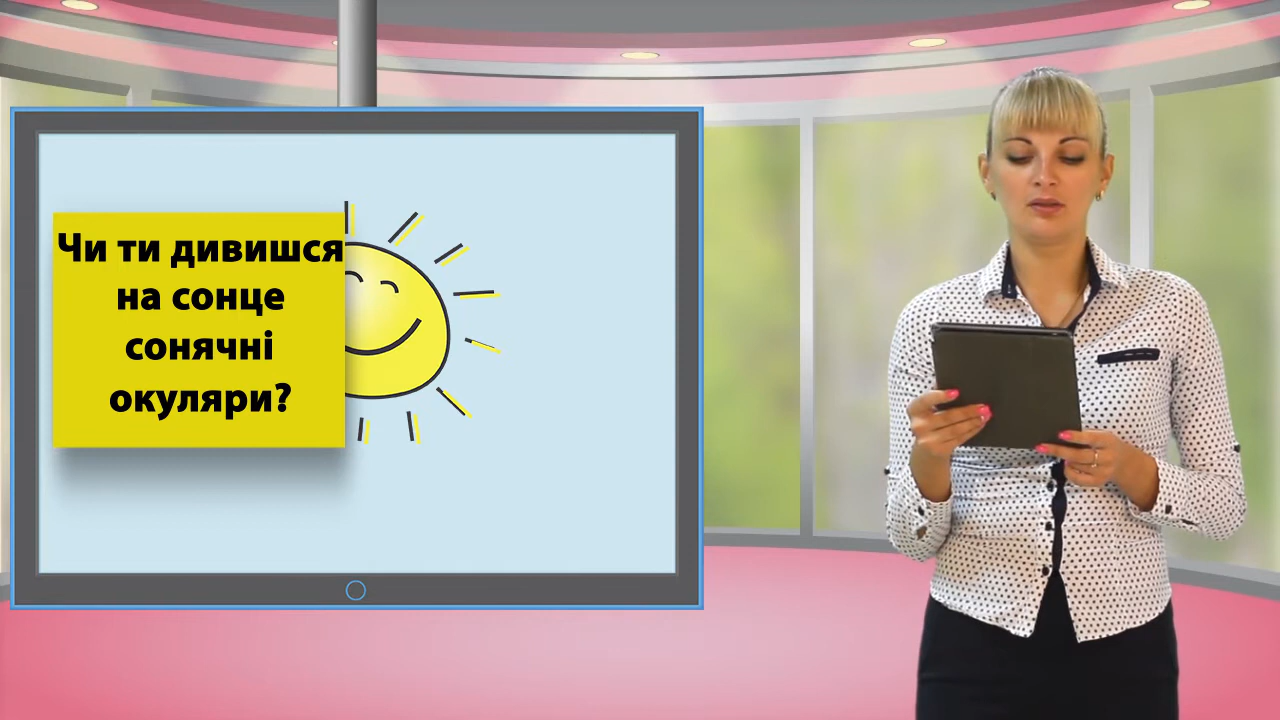 Чи ти дивишся
на сонце
сонячні
окуляри?